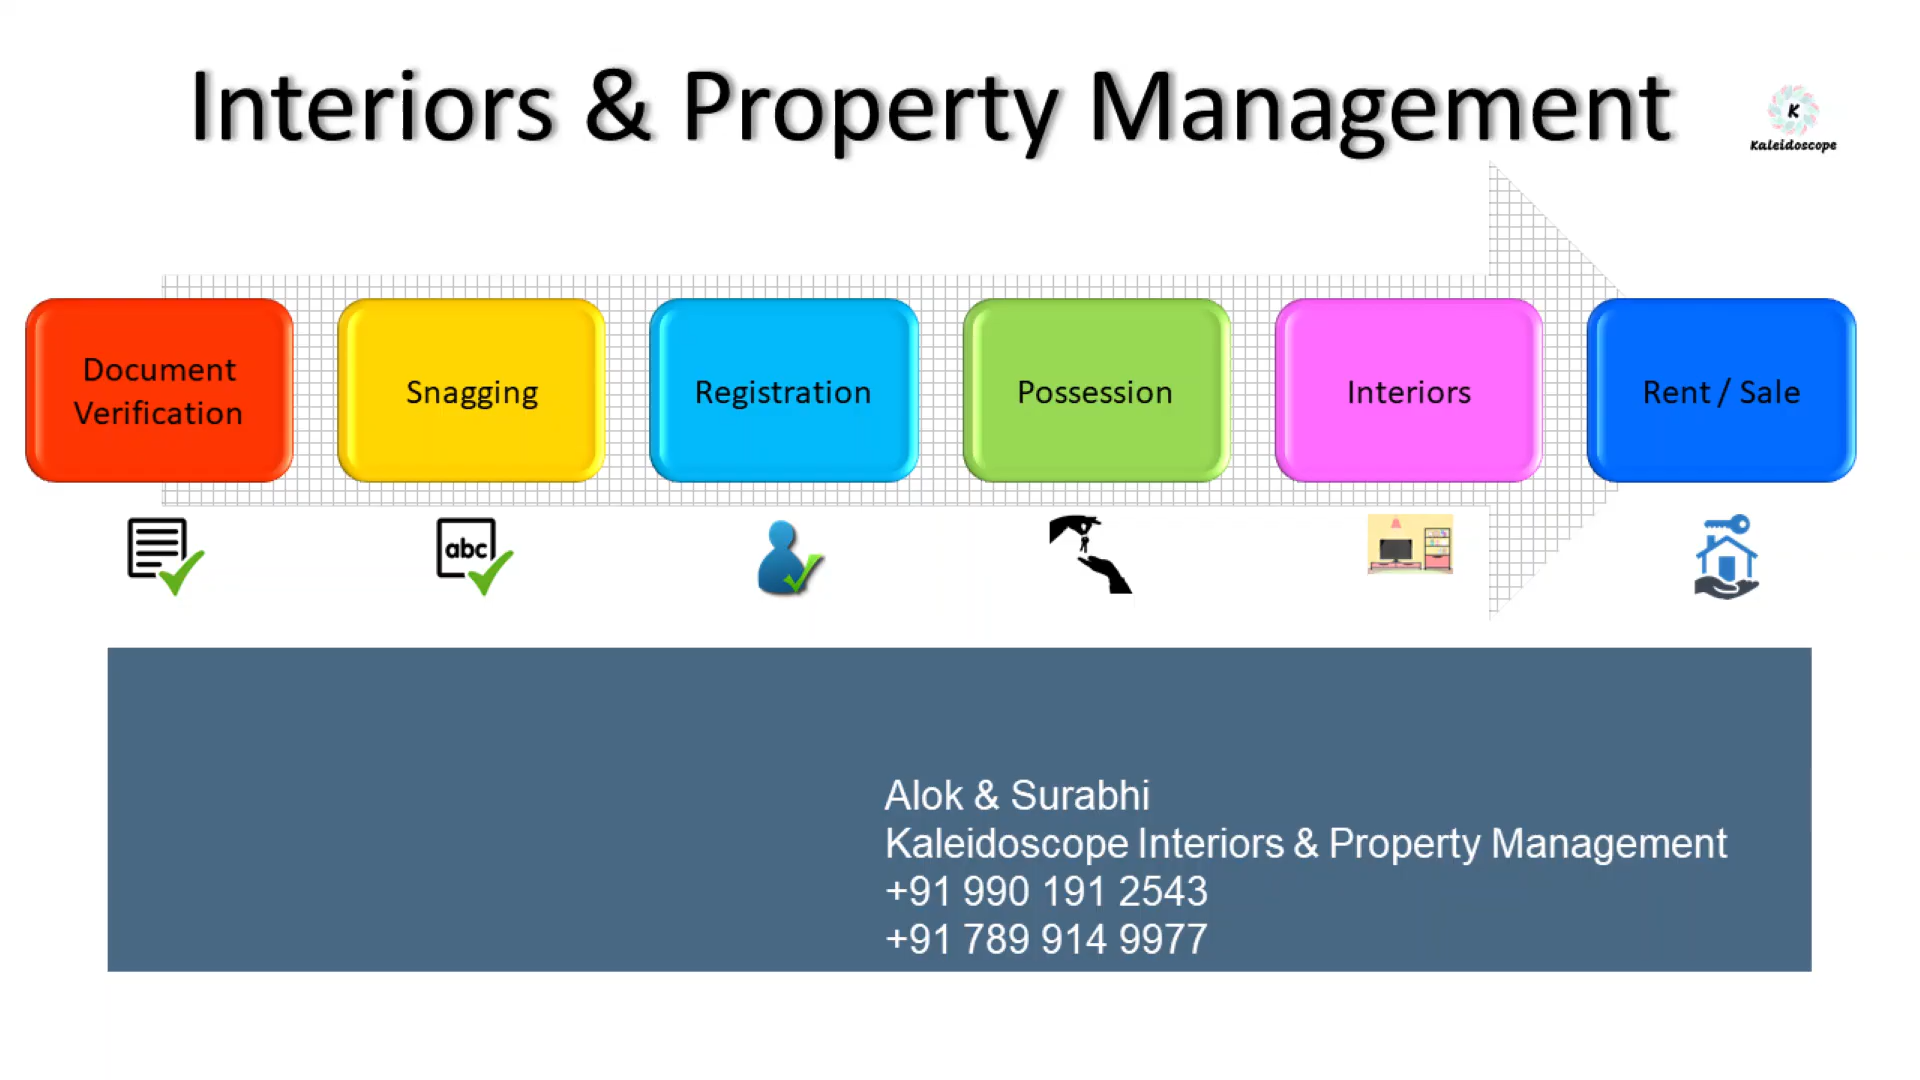 Interiors & Property Management
K
Kaleidoscope
Document
Verification
Snagging
Registration
Possession
Interiors
Rent / Sale
abc
Alok & Surabhi
Kaleidoscope Interiors & Property Management
+91 990 191 2543
+91 789 914 9977